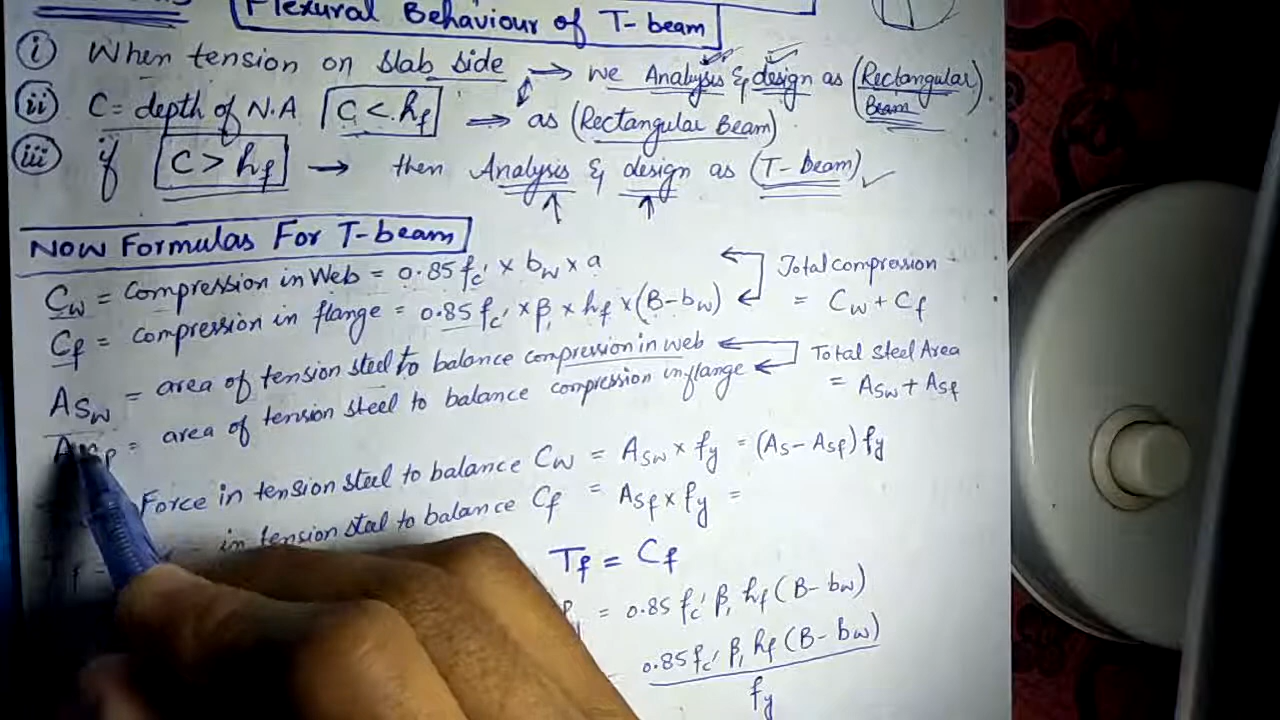 Flexural Behaviour of T-beam
(i) When tension on slab side → we Analysis & design as (Rectangular Beam)
(ii) C = depth of N.A C < hf ⇒ as (Rectangular Beam)
(iii) if C > hf → then Analysis & design as (T-beam) ✓
NOW FORMULAS FOR T-beam
Cw = Compression in Web = 0.85 fc' × bw × a
Cf = compression in flange = 0.85 fc' × β1 × hf × (B - bw)
Total compression
= Cw + Cf
Asw = area of tension steel to balance compression in web
= area of tension steel to balance compression in flange
Total Steel Area
= Asw + Asf
Force in tension steel to balance Cw = Asw × fy = (As - Asf) fy
in tension steel to balance Cf = Asf × fy =
Tf = Cf
= 0.85 fc' β1 hf (B - bw)
0.85 fc' β1 hf (B - bw)
fy